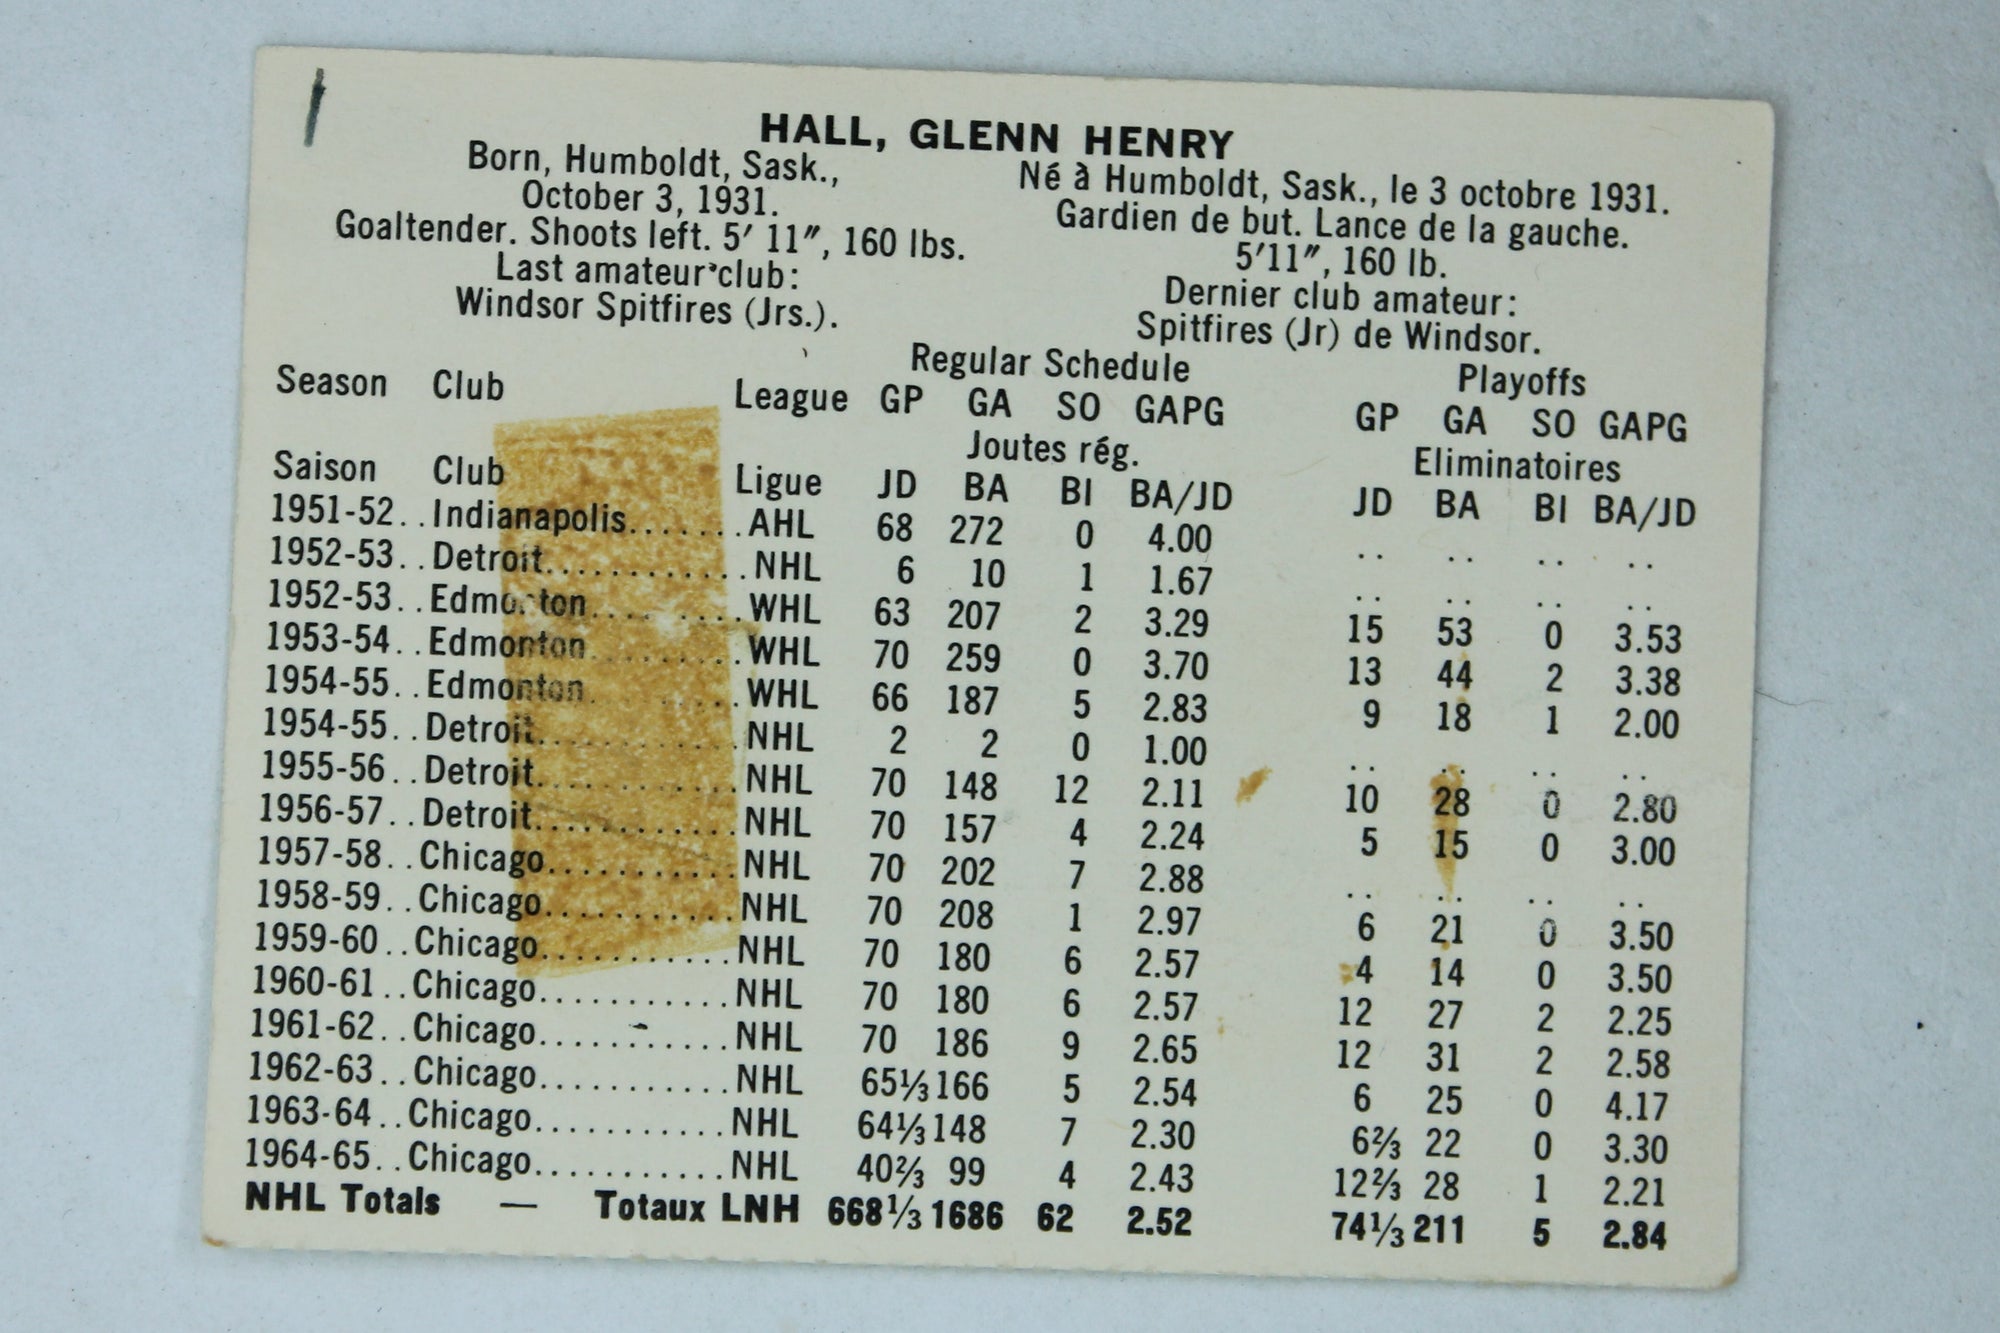 HALL, GLENN HENRY
Born, Humboldt, Sask.,
October 3, 1931.
Goaltender. Shoots left. 5' 11", 160 lbs.
Last amateur club:
Windsor Spitfires (Jrs.).
Né à Humboldt, Sask., le 3 octobre 1931.
Gardien de but. Lance de la gauche.
5'11", 160 lb.
Dernier club amateur:
Spitfires (Jr) de Windsor.
Regular Schedule Playoffs
Season Club League GP GA SO GAPG GP GA SO GAPG
Joutes rég. Eliminatoires
Saison Club Ligue JD BA BI BA/JD JD BA BI BA/JD
1951-52..Indianapolis.......AHL 68 272 0 4.00 .. .. .. ..
1952-53..Detroit............NHL 6 10 1 1.67 .. .. .. ..
1952-53..Edmonton.... ....WHL 63 207 2 3.29 15 53 0 3.53
1953-54..Edmonton.........WHL 70 259 0 3.70 13 44 2 3.38
1954-55..Edmonton.........WHL 66 187 5 2.83 9 18 1 2.00
1954-55..Detroit............NHL 2 2 0 1.00 .. .. .. ..
1955-56..Detroit............NHL 70 148 12 2.11 10 28 0 2.80
1956-57..Detroit............NHL 70 157 4 2.24 5 15 0 3.00
1957-58..Chicago...........NHL 70 202 7 2.88 .. .. .. ..
1958-59..Chicago...........NHL 70 208 1 2.97 6 21 0 3.50
1959-60..Chicago...........NHL 70 180 6 2.57 4 14 0 3.50
1960-61..Chicago...........NHL 70 180 6 2.57 12 27 2 2.25
1961-62..Chicago...........NHL 70 186 9 2.65 12 31 2 2.58
1962-63..Chicago...........NHL 65⅓ 166 5 2.54 6 25 0 4.17
1963-64..Chicago...........NHL 64⅓ 148 7 2.30 6⅔ 22 0 3.30
1964-65..Chicago...........NHL 40⅔ 99 4 2.43 12⅔ 28 1 2.21
NHL Totals — Totaux LNH 668⅓ 1686 62 2.52 74⅓ 211 5 2.84